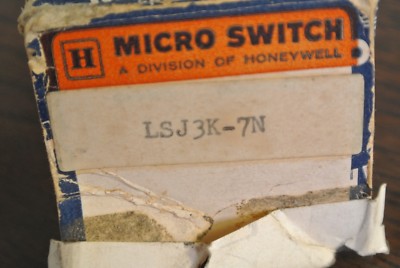 H MICRO SWITCH
A DIVISION OF HONEYWELL
LSJ3K-7N